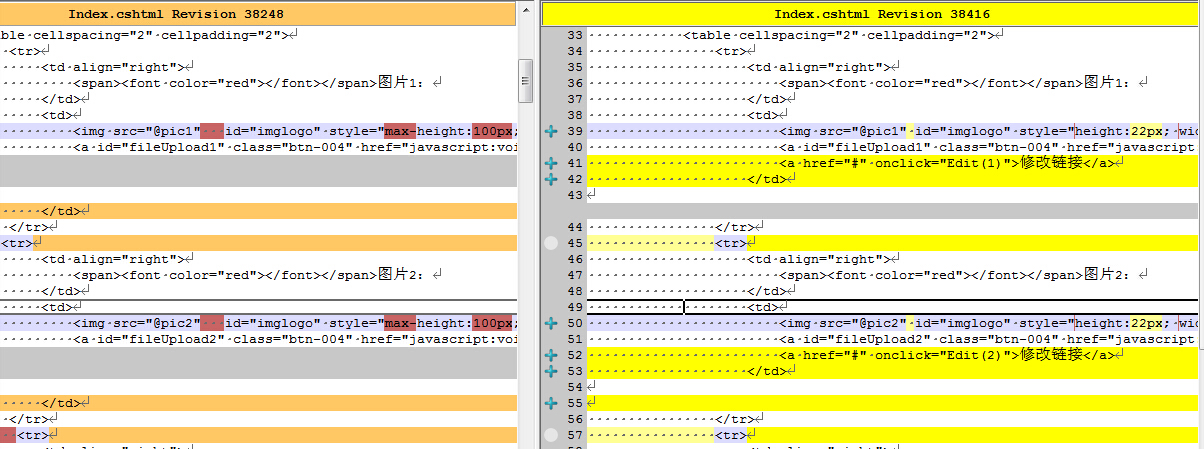 Index.cshtml Revision 38248
ble cellspacing="2" cellpadding="2">
<tr>
<td align="right">
<span><font color="red"></font></span>图片1：
</td>
<td>
<img src="@pic1"   id="imglogo" style="max-height:100px;
<a id="fileUpload1" class="btn-004" href="javascript:voi
</td>
</tr>
<tr>
<td align="right">
<span><font color="red"></font></span>图片2：
</td>
<td>
<img src="@pic2"   id="imglogo" style="max-height:100px;
<a id="fileUpload2" class="btn-004" href="javascript:voi
</td>
</tr>
<tr>
Index.cshtml Revision 38416
33 <table cellspacing="2" cellpadding="2">
34 <tr>
35 <td align="right">
36 <span><font color="red"></font></span>图片1：
37 </td>
38 <td>
39 <img src="@pic1" id="imglogo" style="height:22px; wid
40 <a id="fileUpload1" class="btn-004" href="javascript
41 <a href="#" onclick="Edit(1)">修改链接</a>
42 </td>
43
44 </tr>
45 <tr>
46 <td align="right">
47 <span><font color="red"></font></span>图片2：
48 </td>
49 <td>
50 <img src="@pic2" id="imglogo" style="height:22px; wid
51 <a id="fileUpload2" class="btn-004" href="javascript
52 <a href="#" onclick="Edit(2)">修改链接</a>
53 </td>
54
55
56 </tr>
57 <tr>